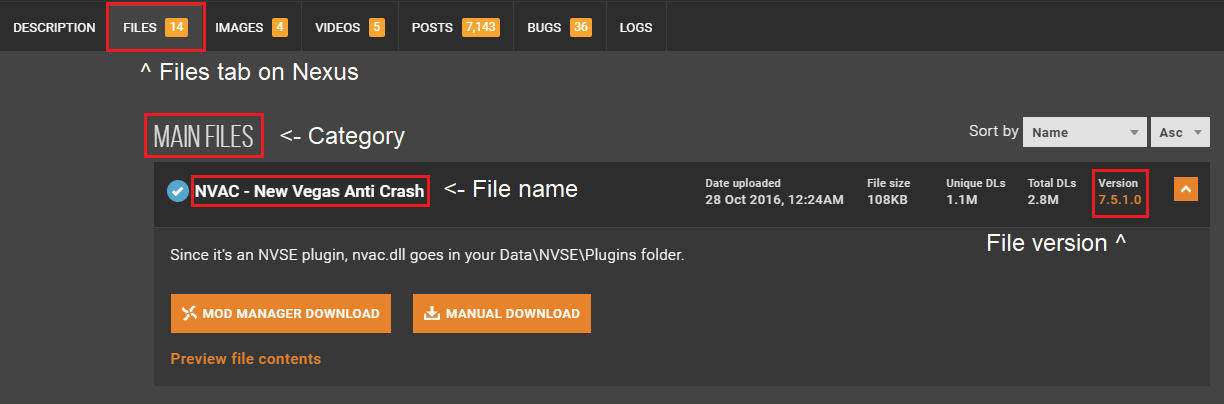 DESCRIPTION FILES 14 IMAGES 4 VIDEOS 5 POSTS 7,143 BUGS 36 LOGS
^ Files tab on Nexus
MAIN FILES <- Category Sort by Name Asc
NVAC - New Vegas Anti Crash <- File name Date uploaded File size Unique DLs Total DLs Version
28 Oct 2016, 12:24AM 108KB 1.1M 2.8M 7.5.1.0
File version ^
Since it's an NVSE plugin, nvac.dll goes in your Data\NVSE\Plugins folder.
MOD MANAGER DOWNLOAD MANUAL DOWNLOAD
Preview file contents